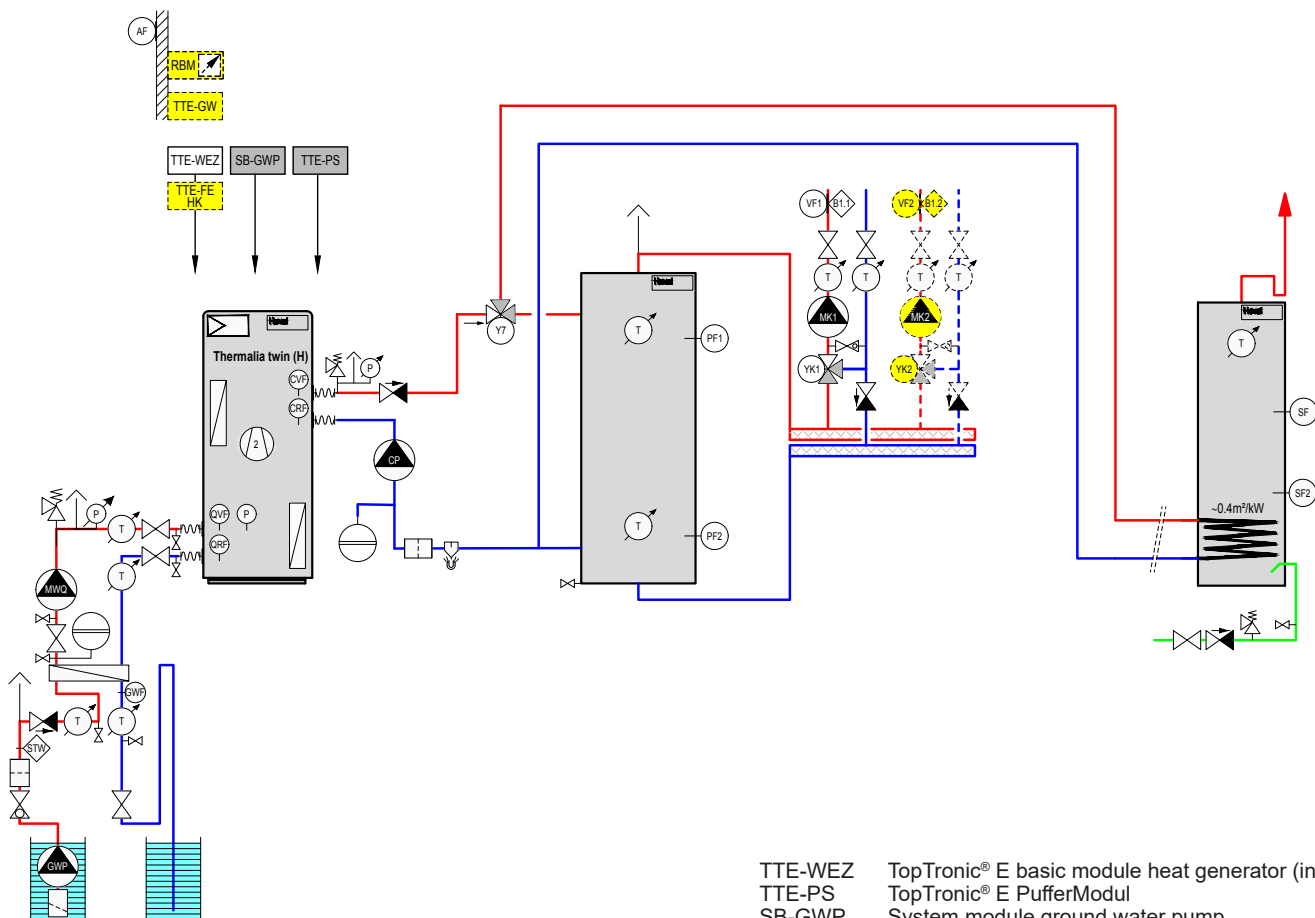 AF
RBM
TTE-GW
TTE-WEZ SB-GWP TTE-PS
TTE-FE
HK
VF1 B1.1 VF2 B1.2
T T T T
MK1 MK2
YK1 YK2
Y7
Thermalia twin (H)
CVF
CRF
P
2
CP
QVF P
QRF
T
PF1
T
PF2
T
SF
SF2
~0.4m²/kW
P
T
T
MWQ
GWF
T
T
STW
GWP
TTE-WEZ TopTronic® E basic module heat generator (in
TTE-PS TopTronic® E PufferModul
SB-GWP System module ground water pump